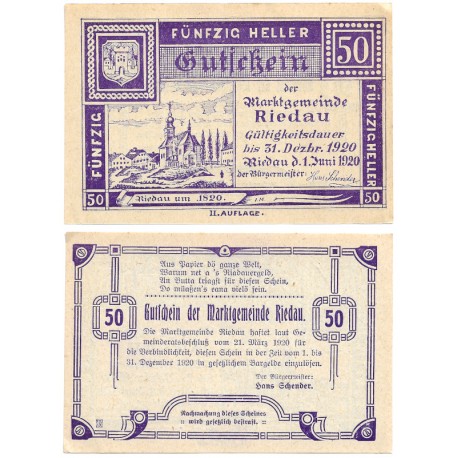 FÜNFZIG HELLER
50
Gutschein
der
Marktgemeinde
Riedau
Gültigkeitsdauer
bis 31. Dezbr. 1920
Riedau d. 1. Juni 1920
der Bürgermeister: Hans Schender
FÜNFZIG
FÜNFZIG HELLER
50
Riedau um 1820.
50
II. AUFLAGE.
Aus Papier dö ganze Welt,
Warum net a 's Riadauergeld,
An Butta kriagst für diesen Schein,
Do müaßen's rana vielö sein.
50
Gutschein der Marktgemeinde Riedau.
50
Die Marktgemeinde Riedau haftet laut Ge-
meinderatsbeschluß vom 21. März 1920 für
die Verbindlichkeit, diesen Schein in der Zeit vom 1. bis
31. Dezember 1920 in gesetzlichem Bargelde einzulösen.
Der Bürgermeister:
Hans Schender.
Nachmachung dieses Scheines
wird gesetzlich bestraft.